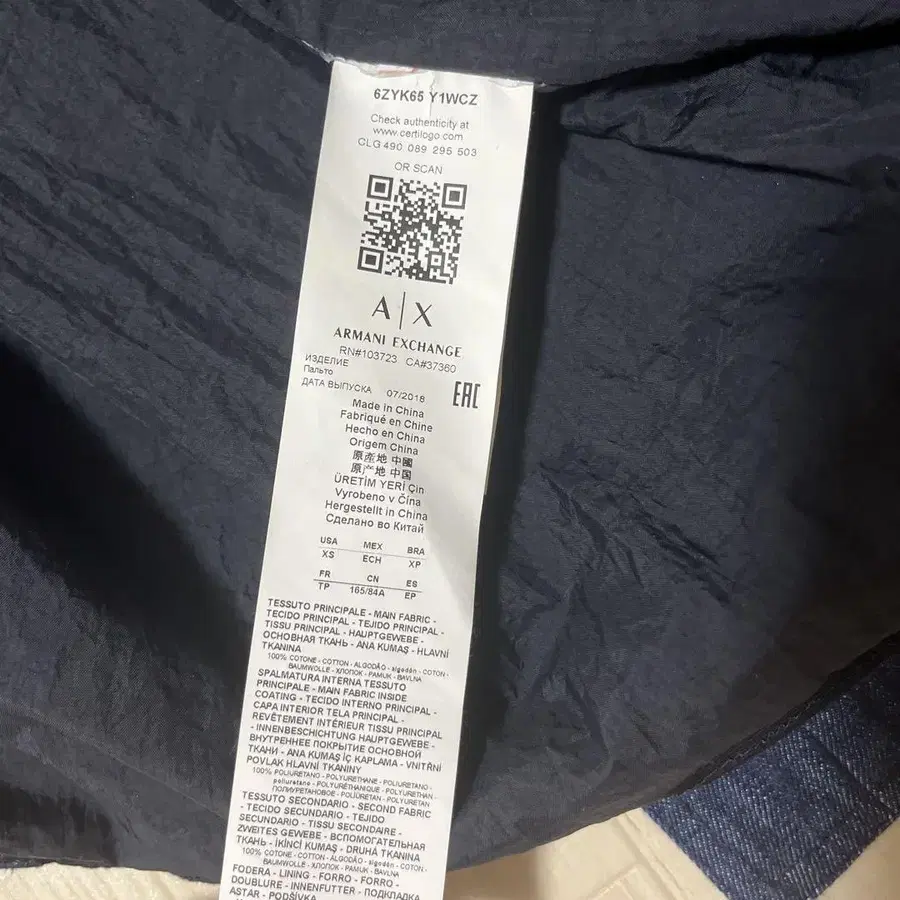 6ZYK65 Y1WCZ
Check authenticity at
www.certilogo.com
CLG 490 089 295 503
OR SCAN
A|X
ARMANI EXCHANGE
RN#103723 CA#37360
ИЗДЕЛИЕ
Пальто
ДАТА ВЫПУСКА 07/2018
EAC
Made in China
Fabriqué en Chine
Hecho en China
Origem China
原産地 中國
原产地 中国
ÜRETİM YERİ Çin
Vyrobeno v Čína
Hergestellt in China
Сделано во Китай
USA MEX BRA
XS ECH XP
FR CN ES
TP 165/84A EP
TESSUTO PRINCIPALE - MAIN FABRIC -
TECIDO PRINCIPAL - TEJIDO PRINCIPAL -
TISSU PRINCIPAL - HAUPTGEWEBE -
ОСНОВНАЯ ТКАНЬ - ANA KUMAŞ - HLAVNÍ
TKANINA
100% COTONE - COTTON - ALGODÃO - algodón - COTON -
BAUMWOLLE - ХЛОПОК - PAMUK - BAVLNA
SPALMATURA INTERNA TESSUTO
PRINCIPALE - MAIN FABRIC INSIDE
COATING - TECIDO INTERNO PRINCIPAL -
CAPA INTERIOR TELA PRINCIPAL -
REVÊTEMENT INTÉRIEUR TISSU PRINCIPAL
- INNENBESCHICHTUNG HAUPTGEWEBE -
ВНУТРЕННЕЕ ПОКРЫТИЕ ОСНОВНОЙ
ТКАНИ - ANA KUMAŞ İÇ KAPLAMA - VNITŘNÍ
POVLAK HLAVNÍ TKANINY
100% POLIURETANO - POLYURETHANE - POLIURETANO -
poliuretano - POLYURÉTHANIQUE - POLYURETHAN -
ПОЛИУРЕТАНОВОЕ - POLİÜRETAN - POLYURETAN
TESSUTO SECONDARIO - SECOND FABRIC
- TECIDO SECUNDARIO - TEJIDO
SECUNDARIO - TISSU SECONDAIRE -
ZWEITES GEWEBE - ВСПОМОГАТЕЛЬНАЯ
ТКАНЬ - İKİNCİ KUMAŞ - DRUHÁ TKANINA
100% COTONE - COTTON - ALGODÃO - algodón - COTON -
BAUMWOLLE - ХЛОПОК - PAMUK - BAVLNA
FODERA - LINING - FORRO - FORRO -
DOUBLURE - INNENFUTTER - ПОДКЛАДКА
ASTAR - PODŠÍVKA